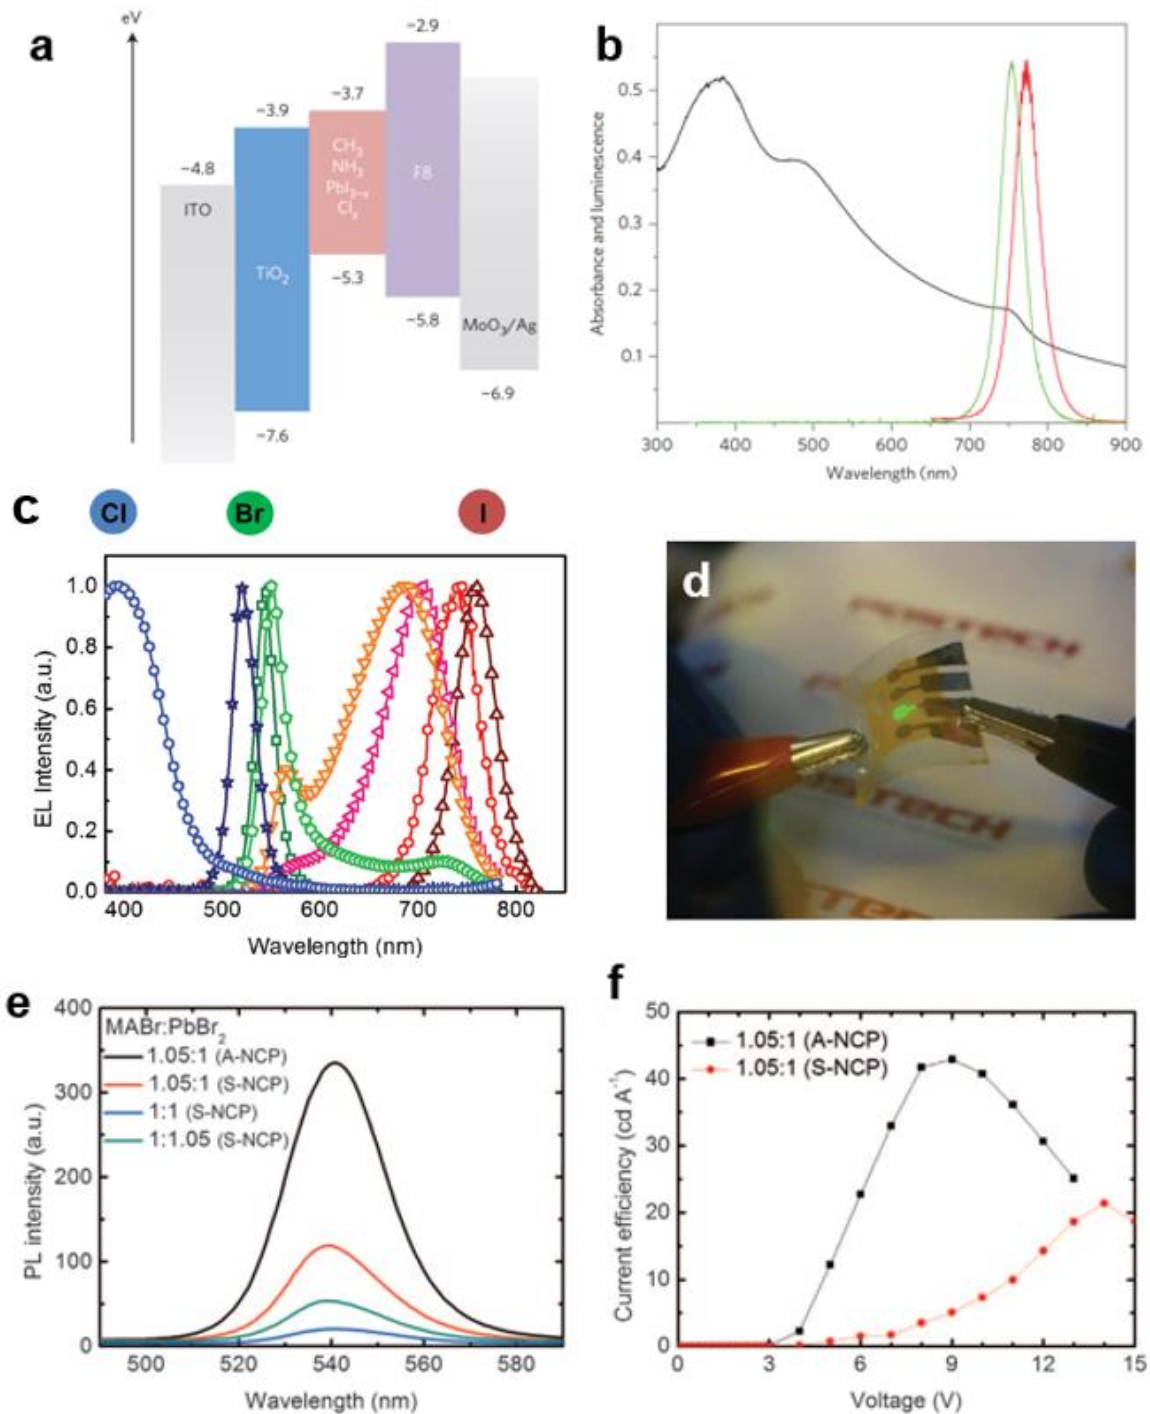 a
eV
−2.9
−3.7
−3.9
−4.8
ITO
TiO2
CH3
NH3
PbI3−x
Clx
F8
−5.3
−5.8
MoO3/Ag
−6.9
−7.6
b
Absorbance and luminescence
0.5
0.4
0.3
0.2
0.1
300 400 500 600 700 800 900
Wavelength (nm)
c
Cl Br I
EL Intensity (a.u.)
1.0
0.8
0.6
0.4
0.2
0.0
400 500 600 700 800
Wavelength (nm)
d
POSTECH
STECH
TECH
e
PL intensity (a.u.)
400
300
200
100
0
MABr:PbBr2
1.05:1 (A-NCP)
1.05:1 (S-NCP)
1:1 (S-NCP)
1:1.05 (S-NCP)
500 520 540 560 580
Wavelength (nm)
f
Current efficiency (cd A-1)
50
40
30
20
10
0
1.05:1 (A-NCP)
1.05:1 (S-NCP)
0 3 6 9 12 15
Voltage (V)